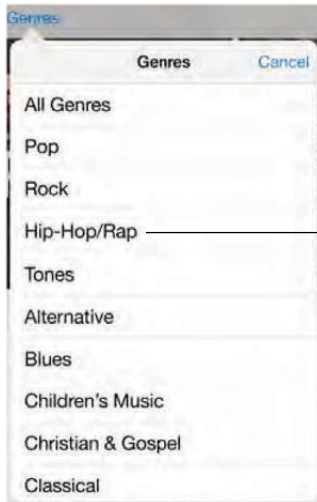 Genres
Genres Cancel
All Genres
Pop
Rock
Hip-Hop/Rap
Tones
Alternative
Blues
Children's Music
Christian & Gospel
Classical